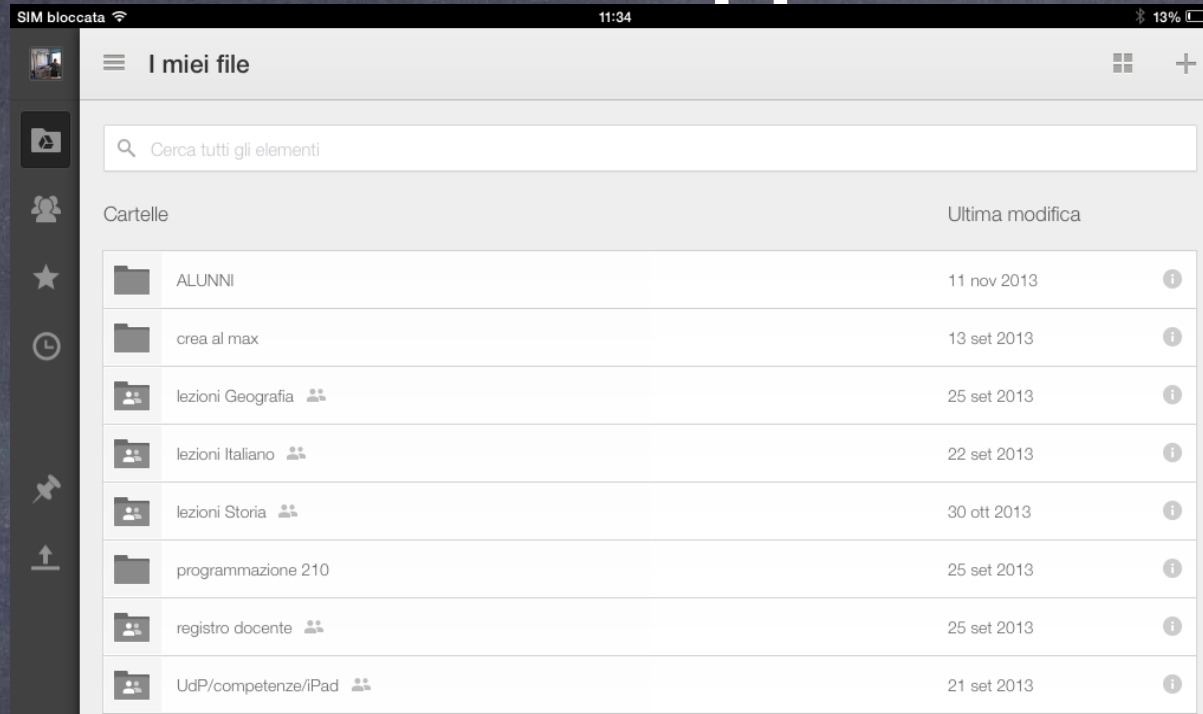 SIM bloccata 11:34 13%
I miei file
Cerca tutti gli elementi
Cartelle Ultima modifica
ALUNNI 11 nov 2013
crea al max 13 set 2013
lezioni Geografia 25 set 2013
lezioni Italiano 22 set 2013
lezioni Storia 30 ott 2013
programmazione 210 25 set 2013
registro docente 25 set 2013
UdP/competenze/iPad 21 set 2013